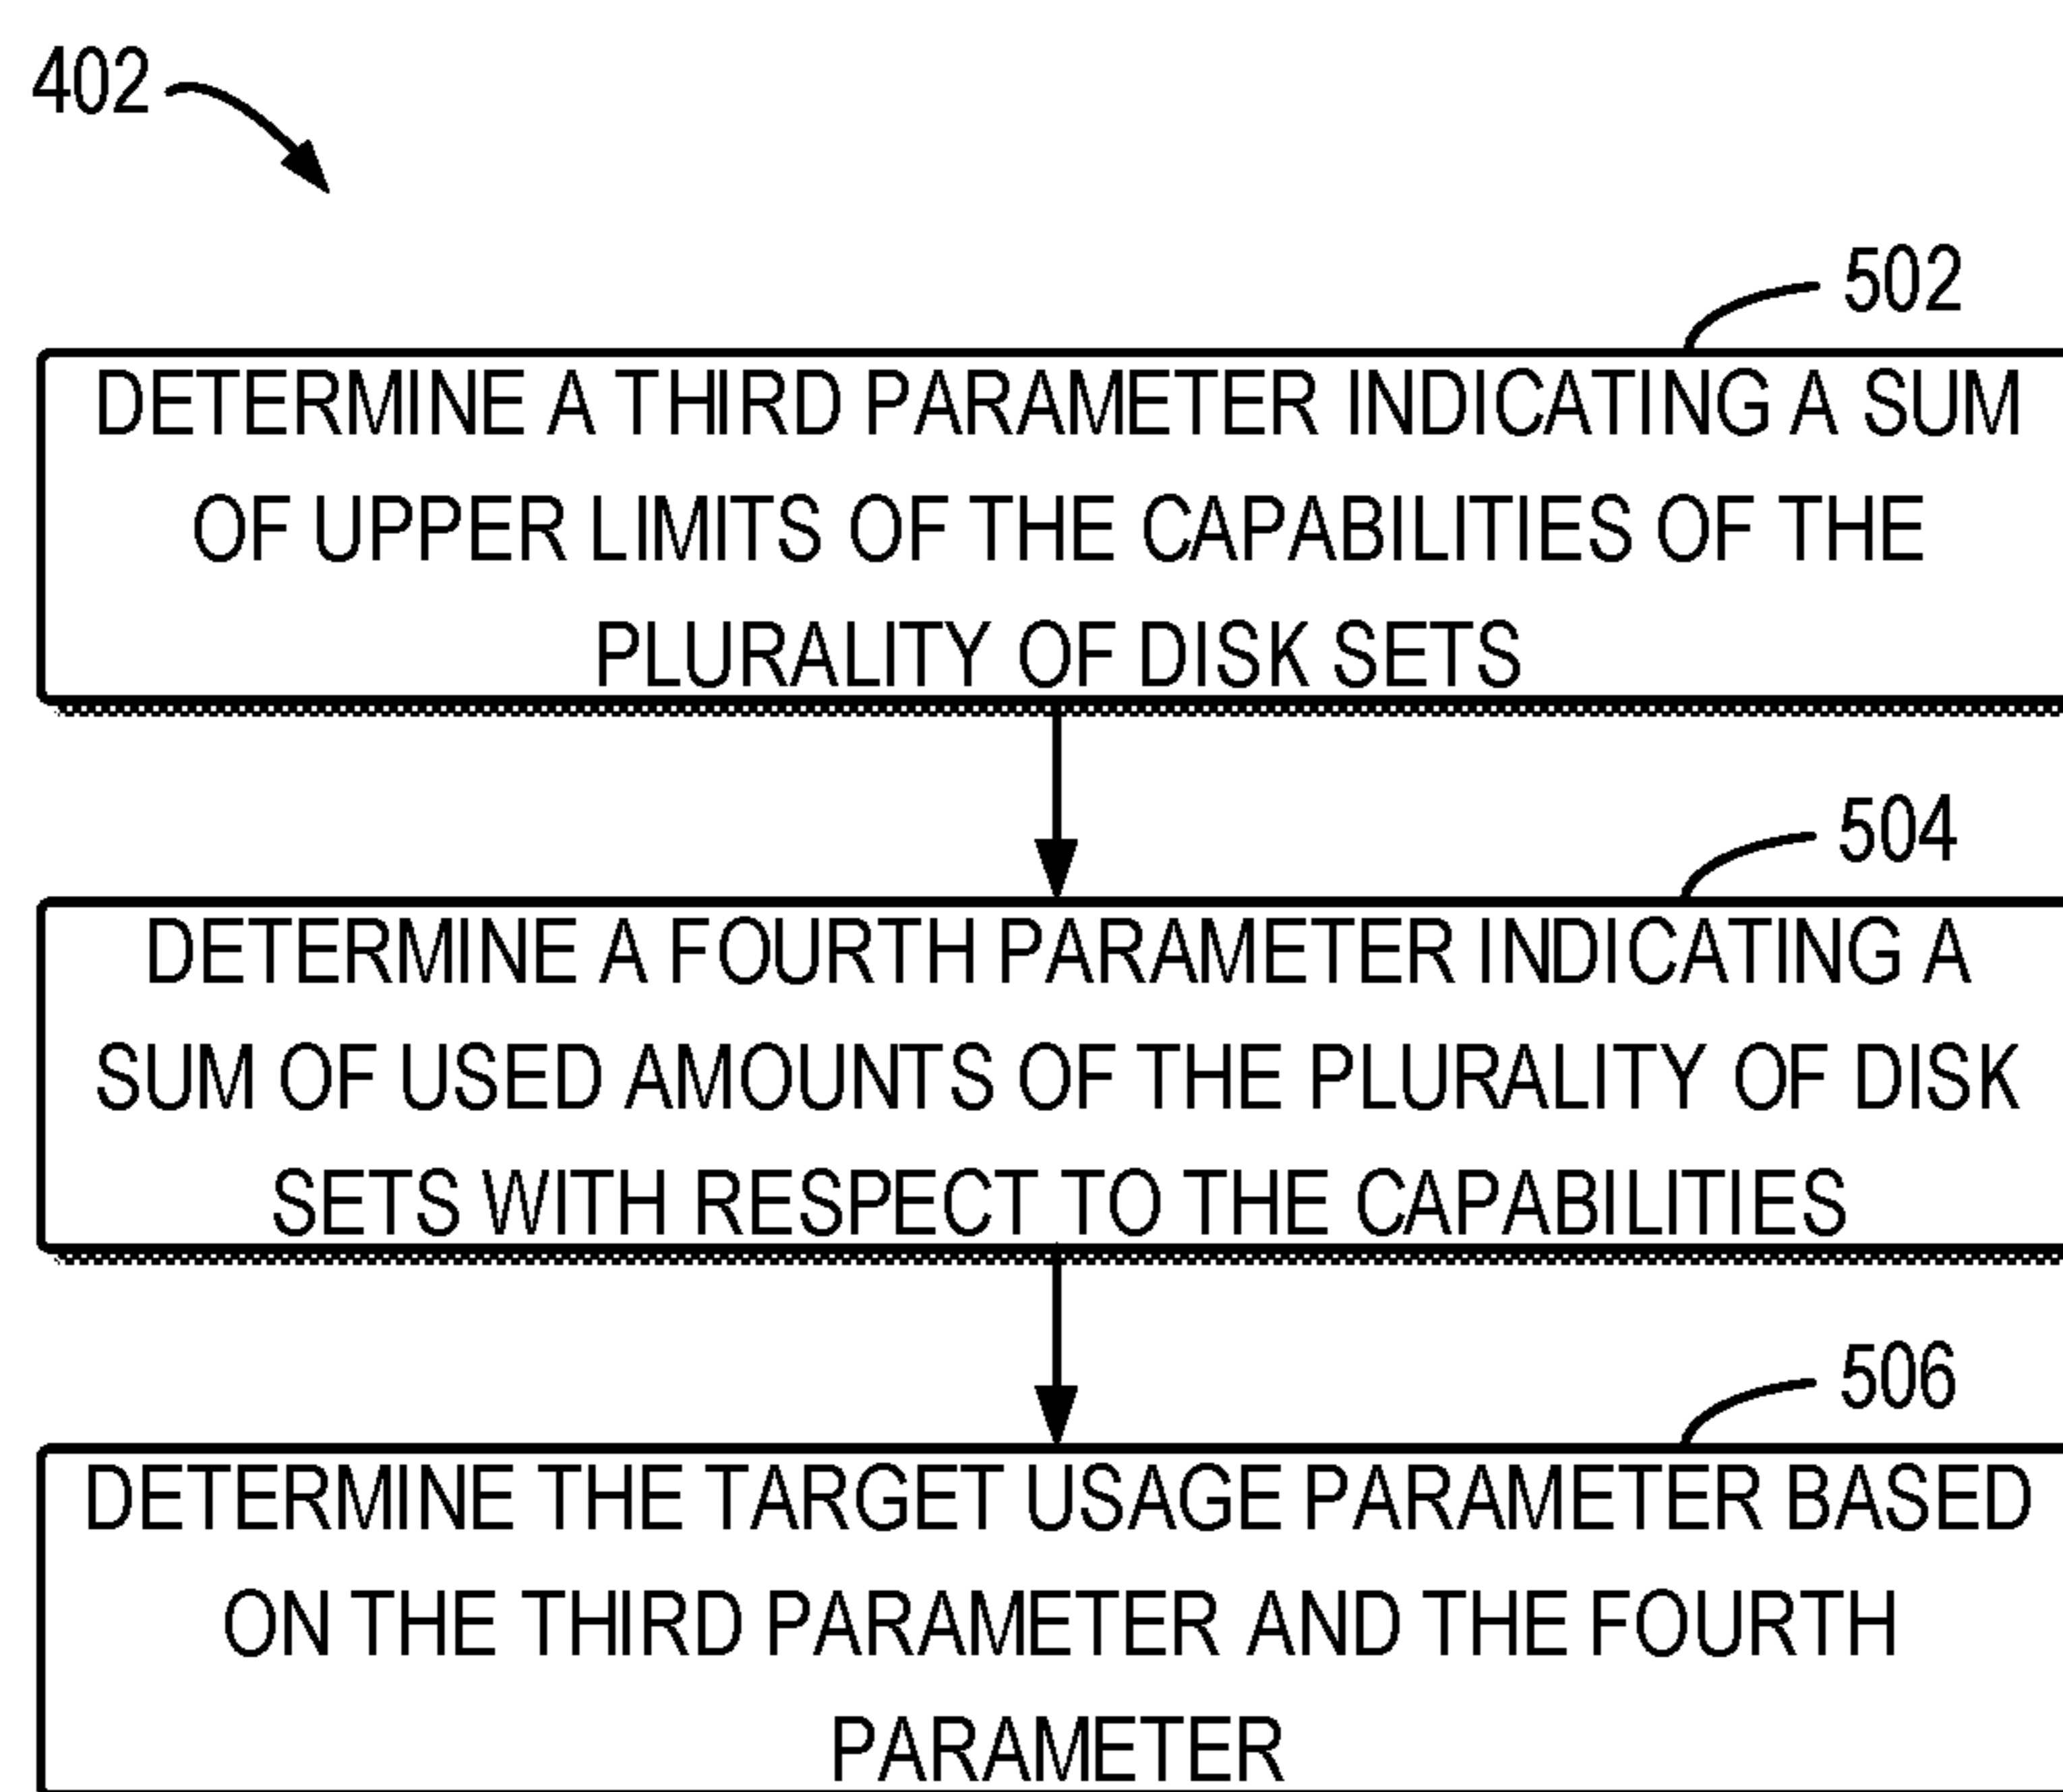 402
502
DETERMINE A THIRD PARAMETER INDICATING A SUM
OF UPPER LIMITS OF THE CAPABILITIES OF THE
PLURALITY OF DISK SETS
504
DETERMINE A FOURTH PARAMETER INDICATING A
SUM OF USED AMOUNTS OF THE PLURALITY OF DISK
SETS WITH RESPECT TO THE CAPABILITIES
506
DETERMINE THE TARGET USAGE PARAMETER BASED
ON THE THIRD PARAMETER AND THE FOURTH
PARAMETER